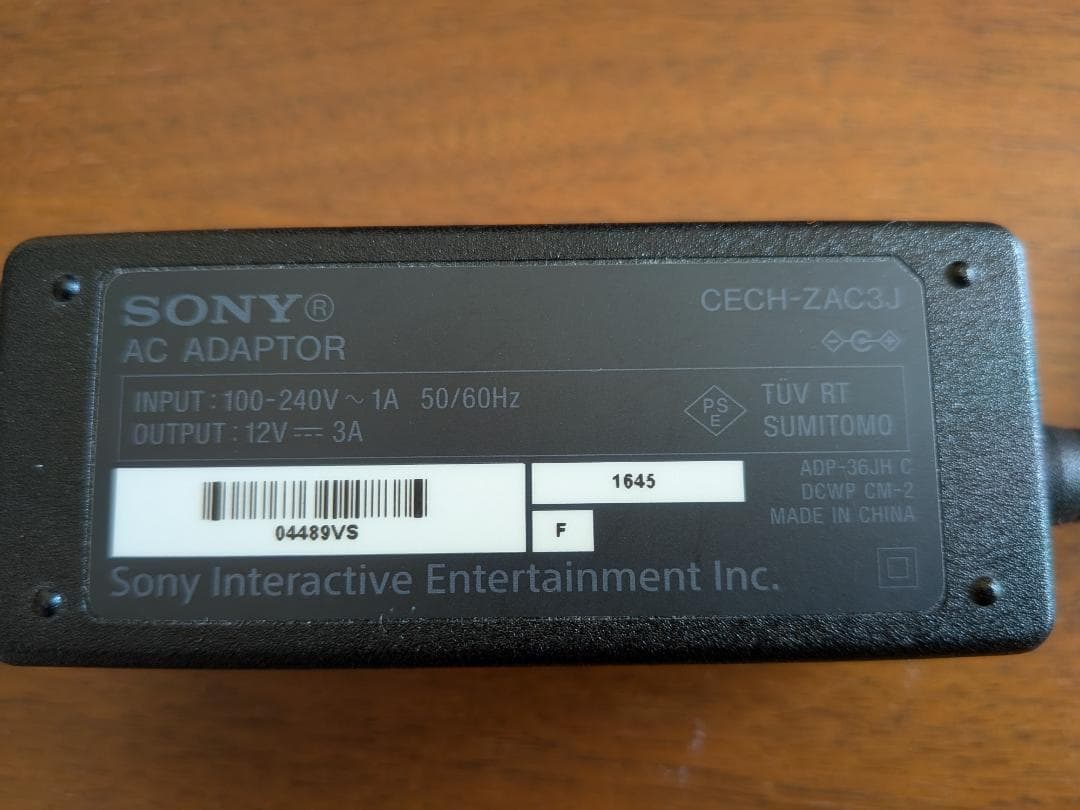 SONY®
CECH-ZAC3J
AC ADAPTOR
INPUT : 100-240V ~ 1A 50/60Hz
OUTPUT : 12V ⎓ 3A
PS
E
TÜV RT
SUMITOMO
04489VS
1645
F
ADP-36JH C
DCWP CM-2
MADE IN CHINA
Sony Interactive Entertainment Inc.